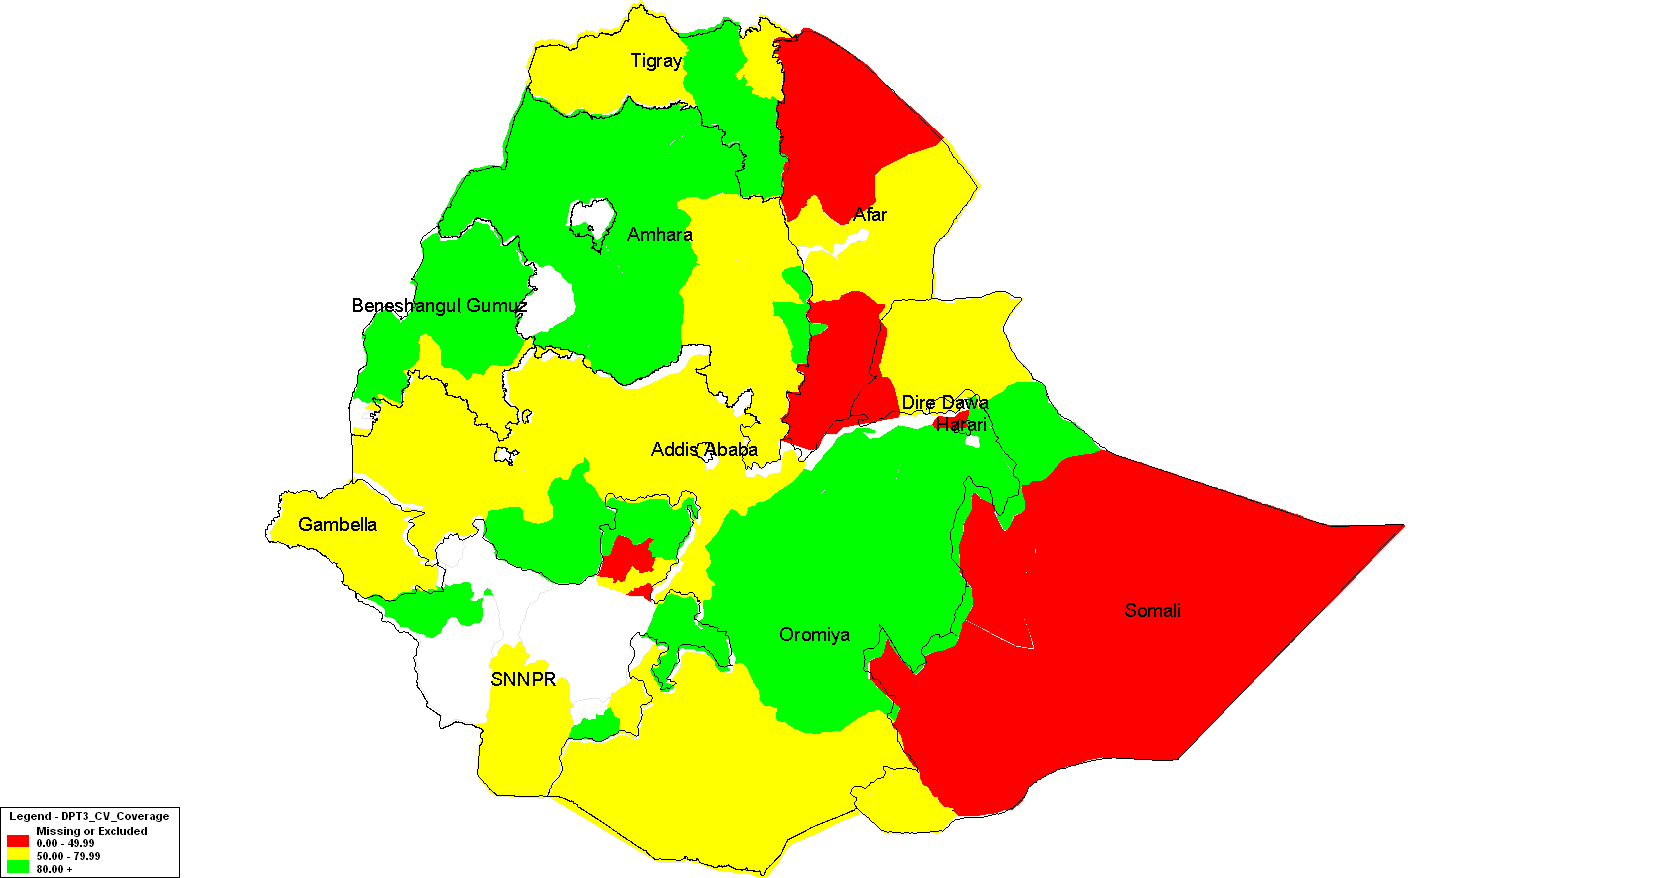 Tigray
Afar
Amhara
Beneshangul Gumuz
Dire Dawa
Harari
Addis Ababa
Gambella
Somali
Oromiya
SNNPR
Legend - DPT3_CV_Coverage
Missing or Excluded
0.00 - 49.99
50.00 - 79.99
80.00 +